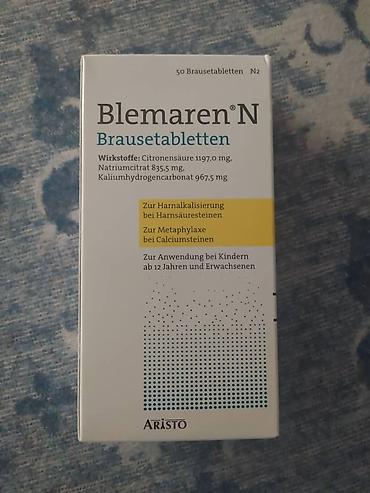 50 Brausetabletten N2
Blemaren®N
Brausetabletten
Wirkstoffe: Citronensäure 1197,0 mg,
Natriumcitrat 835,5 mg,
Kaliumhydrogencarbonat 967,5 mg
Zur Harnalkalisierung
bei Harnsäuresteinen
Zur Metaphylaxe
bei Calciumsteinen
Zur Anwendung bei Kindern
ab 12 Jahren und Erwachsenen
ARISTO